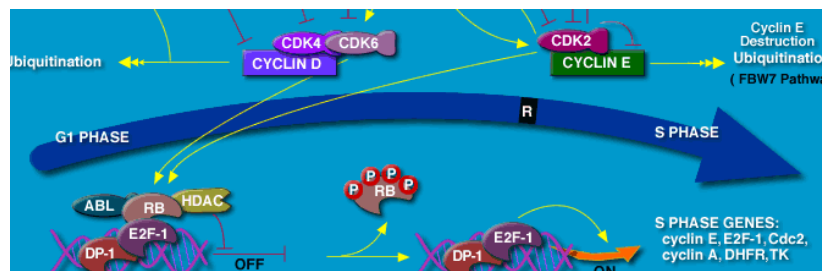 CDK4
CDK6
CYCLIN D
CDK2
CYCLIN E
Cyclin E
Destruction
Ubiquitination
( FBW7 Pathwa
G1 PHASE
R
S PHASE
ABL
RB
HDAC
E2F-1
DP-1
OFF
P
P
P
P
RB
E2F-1
DP-1
ON
S PHASE GENES:
cyclin E, E2F-1, Cdc2,
cyclin A, DHFR, TK